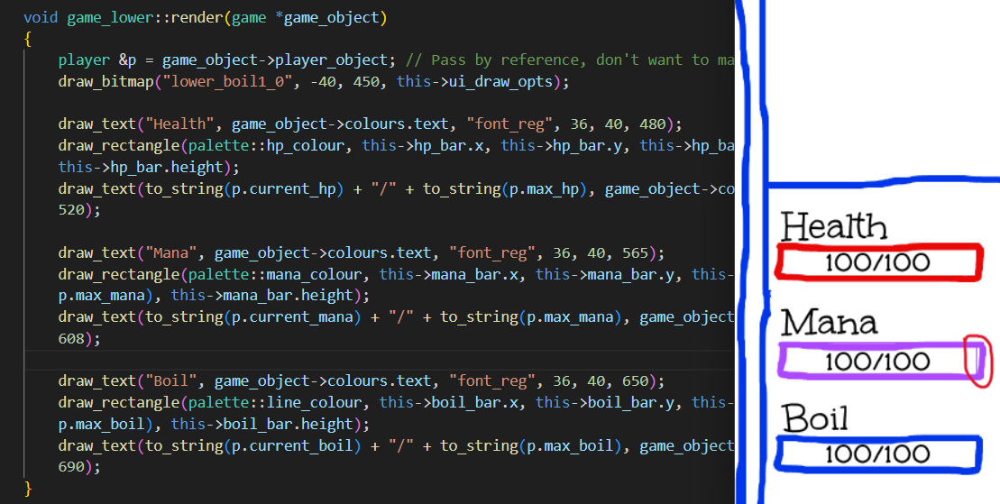 void game_lower::render(game *game_object)
{
player &p = game_object->player_object; // Pass by reference, don't want to ma
draw_bitmap("lower_boil1_0", -40, 450, this->ui_draw_opts);
draw_text("Health", game_object->colours.text, "font_reg", 36, 40, 480);
draw_rectangle(palette::hp_colour, this->hp_bar.x, this->hp_bar.y, this->hp_ba
this->hp_bar.height);
draw_text(to_string(p.current_hp) + "/" + to_string(p.max_hp), game_object->co
520);
draw_text("Mana", game_object->colours.text, "font_reg", 36, 40, 565);
draw_rectangle(palette::mana_colour, this->mana_bar.x, this->mana_bar.y, this-
p.max_mana), this->mana_bar.height);
draw_text(to_string(p.current_mana) + "/" + to_string(p.max_mana), game_object
608);
draw_text("Boil", game_object->colours.text, "font_reg", 36, 40, 650);
draw_rectangle(palette::line_colour, this->boil_bar.x, this->boil_bar.y, this-
p.max_boil), this->boil_bar.height);
draw_text(to_string(p.current_boil) + "/" + to_string(p.max_boil), game_object
690);
}
Health
100/100
Mana
100/100
Boil
100/100